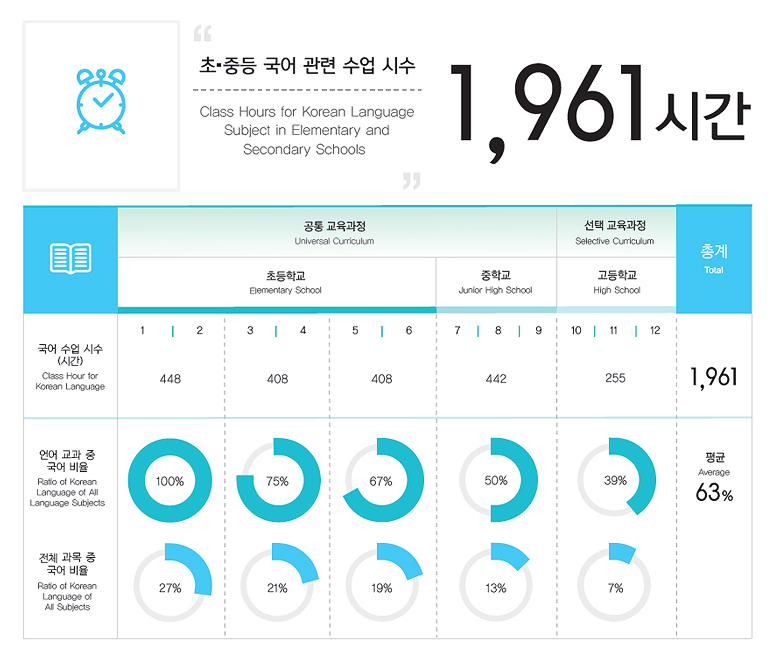 “
초·중등 국어 관련 수업 시수
Class Hours for Korean Language
Subject in Elementary and
Secondary Schools
”
1,961시간
공통 교육과정
Universal Curriculum
선택 교육과정
Selective Curriculum
총계
Total
초등학교
Elementary School
중학교
Junior High School
고등학교
High School
국어 수업 시수
(시간)
Class Hour for
Korean Language
1 | 2 3 | 4 5 | 6 7 | 8 | 9 10 | 11 | 12
448 408 408 442 255 1,961
언어 교과 중
국어 비율
Ratio of Korean
Language of All
Language Subjects
100% 75% 67% 50% 39%
평균
Average
63%
전체 과목 중
국어 비율
Ratio of Korean
Language of
All Subjects
27% 21% 19% 13% 7%